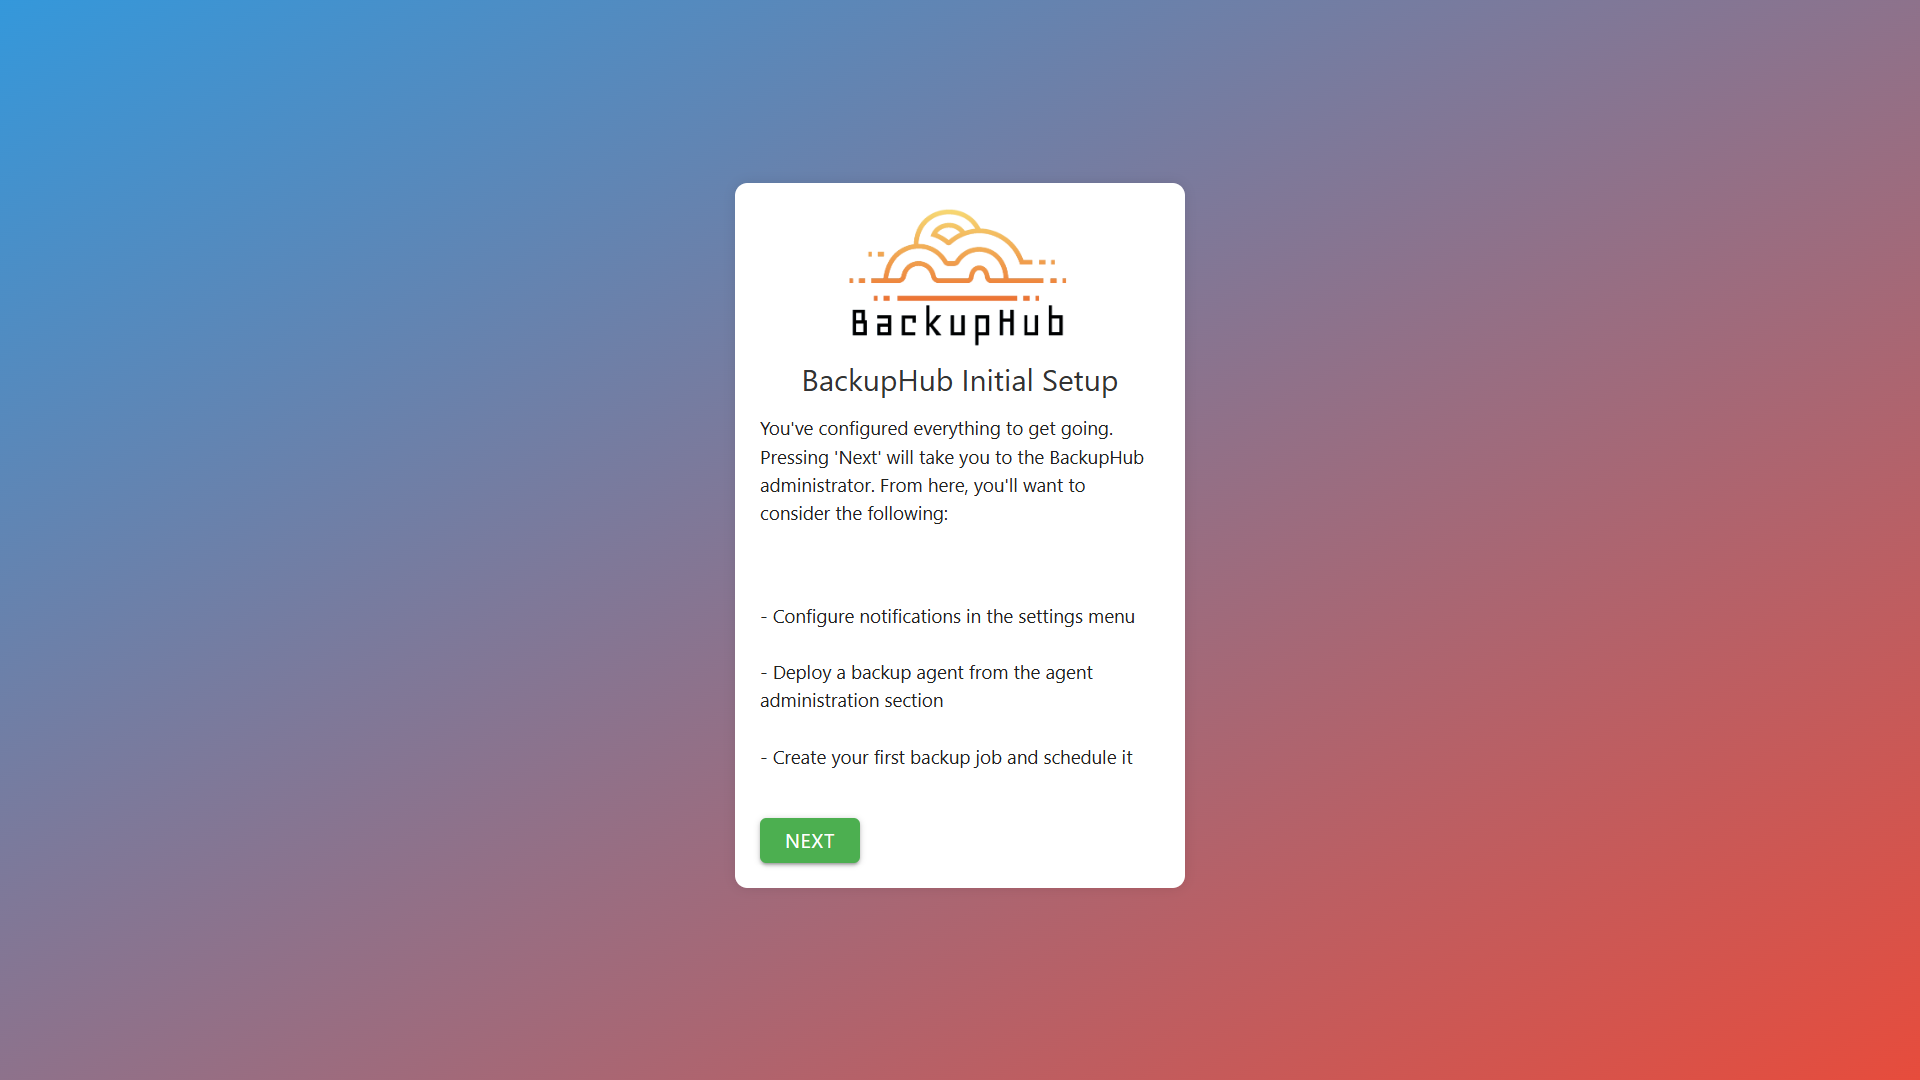 BackupHub
BackupHub Initial Setup
You've configured everything to get going.
Pressing 'Next' will take you to the BackupHub
administrator. From here, you'll want to
consider the following:
- Configure notifications in the settings menu
- Deploy a backup agent from the agent
administration section
- Create your first backup job and schedule it
NEXT